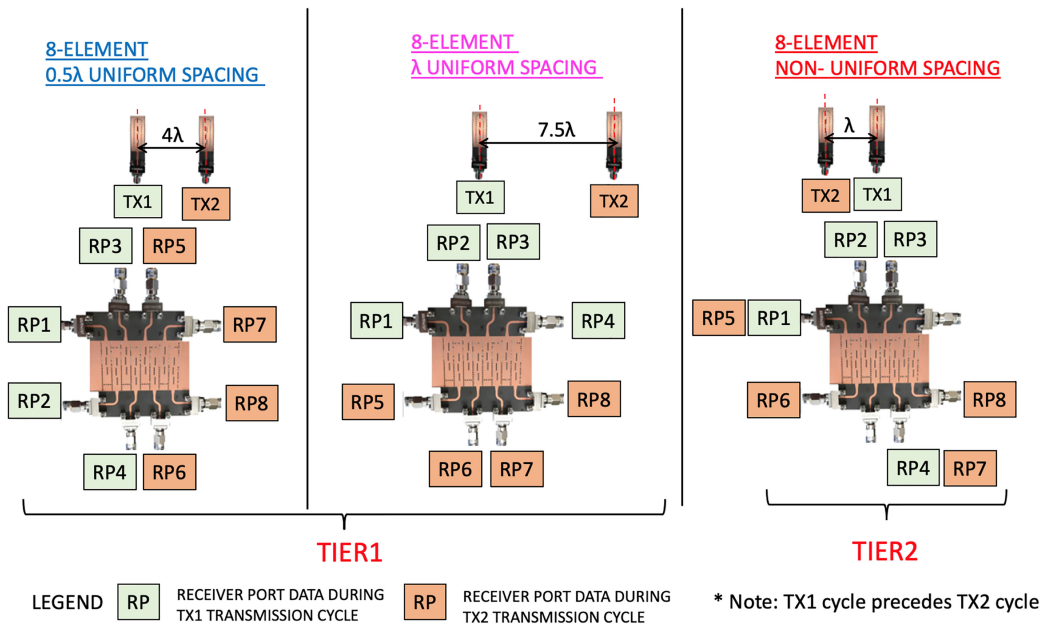 8-ELEMENT
0.5λ UNIFORM SPACING
4λ
TX1
TX2
RP3
RP5
RP1
RP7
RP2
RP8
RP4
RP6
8-ELEMENT
λ UNIFORM SPACING
7.5λ
TX1
TX2
RP2
RP3
RP1
RP4
RP5
RP8
RP6
RP7
8-ELEMENT
NON- UNIFORM SPACING
λ
TX2
TX1
RP2
RP3
RP5
RP1
RP6
RP8
RP4
RP7
TIER1
TIER2
LEGEND
RP
RECEIVER PORT DATA DURING
TX1 TRANSMISSION CYCLE
RP
RECEIVER PORT DATA DURING
TX2 TRANSMISSION CYCLE
* Note: TX1 cycle precedes TX2 cycle